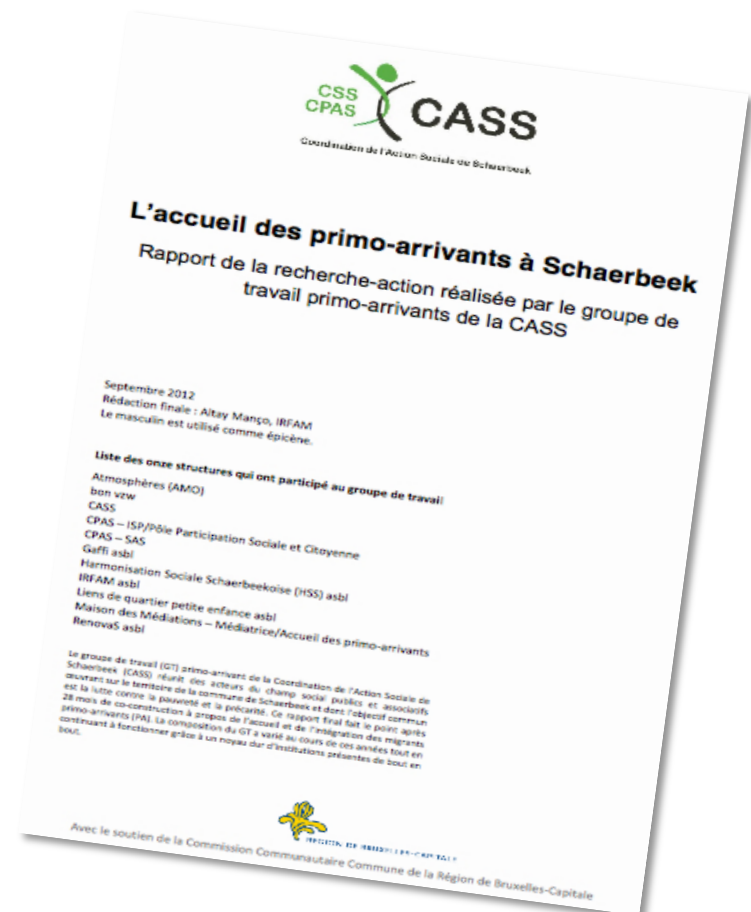 CSS
CPAS
CASS
Coordination de l'Action Sociale de Schaerbeek
L'accueil des primo-arrivants à Schaerbeek
Rapport de la recherche-action réalisée par le groupe de
travail primo-arrivants de la CASS
Septembre 2012
Rédaction finale : Altay Manço, IRFAM
Le masculin est utilisé comme épicène.
Liste des onze structures qui ont participé au groupe de travail
Atmosphères (AMO)
bon vzw
CASS
CPAS – ISP/Pôle Participation Sociale et Citoyenne
CPAS – SAS
Gaffi asbl
Harmonisation Sociale Schaerbeekoise (HSS) asbl
IRFAM asbl
Liens de quartier petite enfance asbl
Maison des Médiations – Médiatrice/Accueil des primo-arrivants
RenovaS asbl
Le groupe de travail (GT) primo-arrivant de la Coordination de l'Action Sociale de
Schaerbeek (CASS) réunit des acteurs du champ social publics et associatifs
œuvrant sur le territoire de la commune de Schaerbeek et dont l'objectif commun
est la lutte contre la pauvreté et la précarité. Ce rapport final fait le point après
28 mois de co-construction à propos de l'accueil et de l'intégration des migrants
primo-arrivants (PA). La composition du GT a varié au cours de ces années tout en
continuant à fonctionner grâce à un noyau dur d'institutions présentes de bout en
bout.
REGION DE BRUXELLES-CAPITALE
Avec le soutien de la Commission Communautaire Commune de la Région de Bruxelles-Capitale